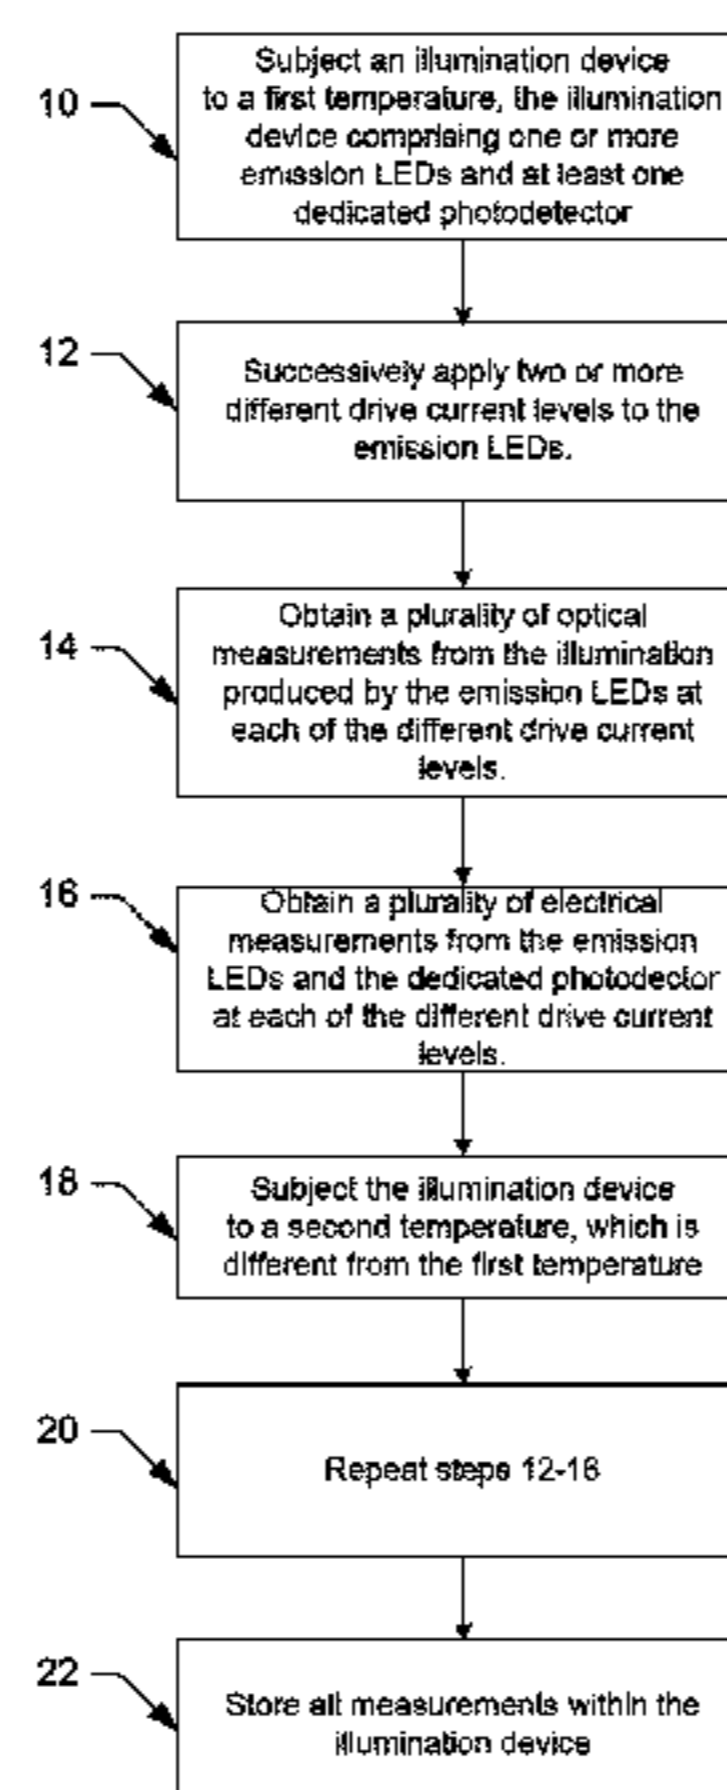 10
Subject an illumination device
to a first temperature, the illumination
device comprising one or more
emission LEDs and at least one
dedicated photodetector
12
Successively apply two or more
different drive current levels to the
emission LEDs.
14
Obtain a plurality of optical
measurements from the illumination
produced by the emission LEDs at
each of the different drive current
levels.
16
Obtain a plurality of electrical
measurements from the emission
LEDs and the dedicated photodector
at each of the different drive current
levels.
18
Subject the illumination device
to a second temperature, which is
different from the first temperature
20
Repeat steps 12-16
22
Store all measurements within the
illumination device